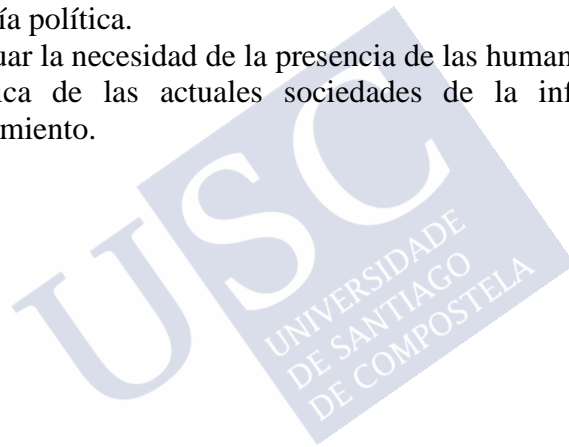 ía política.
uar la necesidad de la presencia de las human
ica de las actuales sociedades de la inf
miento.
USC
UNIVERSIDADE
DE SANTIAGO
DE COMPOSTELA